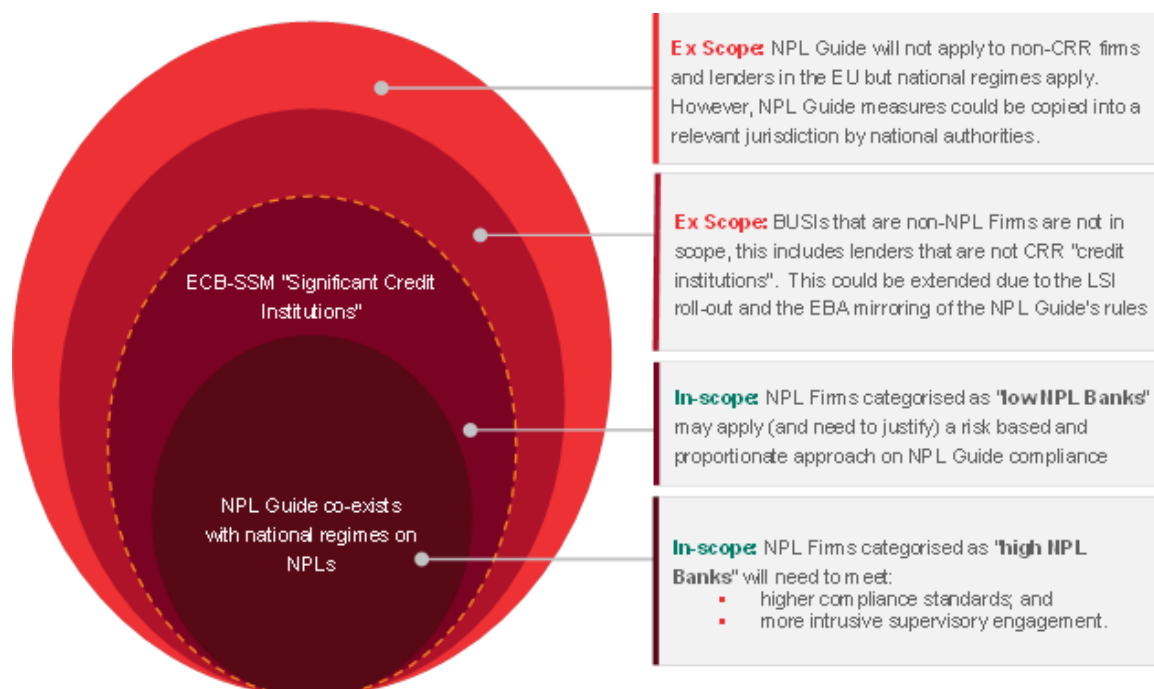 Ex Scope: NPL Guide will not apply to non-CRR firms
and lenders in the EU but national regimes apply.
However, NPL Guide measures could be copied into a
relevant jurisdiction by national authorities.
Ex Scope: BUSIs that are non-NPL Firms are not in
scope, this includes lenders that are not CRR "credit
institutions". This could be extended due to the LSI
roll-out and the EBA mirroring of the NPL Guide's rules
ECB-SSM "Significant Credit
Institutions"
In-scope: NPL Firms categorised as "low NPL Banks"
may apply (and need to justify) a risk based and
proportionate approach on NPL Guide compliance
NPL Guide co-exists
with national regimes on
NPLs
In-scope: NPL Firms categorised as "high NPL
Banks" will need to meet:
▪ higher compliance standards; and
▪ more intrusive supervisory engagement.